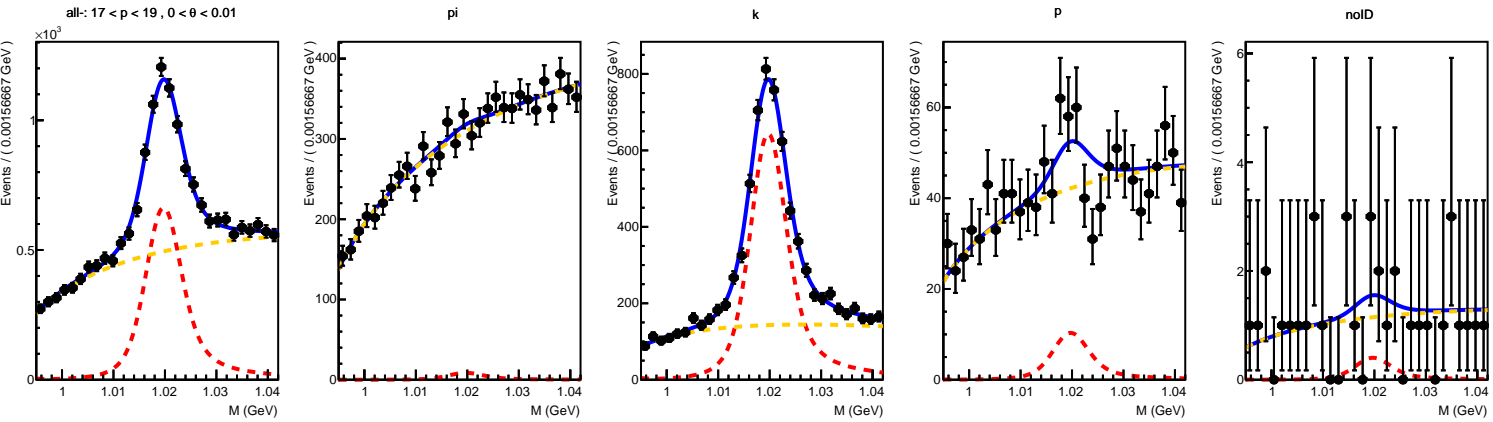 all-: 17 < p < 19 , 0 < θ < 0.01
×10³
Events / ( 0.00156667 GeV )
1
0.5
0
1 1.01 1.02 1.03 1.04
M (GeV)
pi
Events / ( 0.00156667 GeV )
400
300
200
100
0
1 1.01 1.02 1.03 1.04
M (GeV)
k
Events / ( 0.00156667 GeV )
800
600
400
200
0
1 1.01 1.02 1.03 1.04
M (GeV)
p
Events / ( 0.00156667 GeV )
60
40
20
0
1 1.01 1.02 1.03 1.04
M (GeV)
noID
Events / ( 0.00156667 GeV )
6
4
2
0
1 1.01 1.02 1.03 1.04
M (GeV)